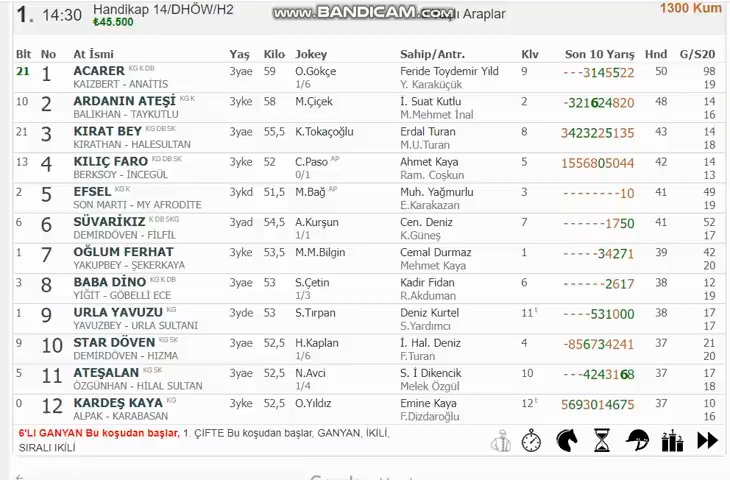 1. 14:30 Handikap 14/DHÖW/H2 www.BANDICAM.com Araplar 1300 Kum
₺45.500
Blt No At İsmi Yaş Kilo Jokey Sahip/Antr. Klv Son 10 Yarış Hnd G/S20
21 1 ACARER KG K DB 3yae 59 O.Gökçe Feride Toydemir Yıld 9 ---3145522 50 98
KAIZBERT - ANAİTİS 1/6 Y. Karaküçük 19
10 2 ARDANIN ATEŞİ KG K 3yke 58 M.Çiçek İ. Suat Kutlu 2 -321624820 48 14
BALIKHAN - TAYKUTLU M.Mehmet İnal 16
21 3 KIRAT BEY KG DB SK 3yke 55,5 K.Tokaçoğlu Erdal Turan 8 3423225135 43 14
KIRATHAN - HALESULTAN M.U.Turan 18
13 4 KILIÇ FARO KG DB SK 3yke 52 C.Paso AP Ahmet Kaya 5 1556805044 42 14
BERKSOY - İNCEGÜL 0/1 Ram. Coşkun 13
2 5 EFSEL KG K 3ykd 51,5 M.Bağ AP Muh. Yağmurlu 3 --------10 41 49
SON MARTI - MY AFRODITE E.Karakazan 19
6 6 SÜVARİKIZ K DB SKG 3yad 54,5 A.Kurşun Cen. Deniz 7 ------1750 41 52
DEMİRDÖVEN - FİLFİL 1/1 K.Güneş 17
1 7 OĞLUM FERHAT 3yke 53,5 M.M.Bilgin Cemal Durmaz 1 -----34271 39 42
YAKUPBEY - ŞEKERKAYA Mehmet Kaya 20
3 8 BABA DİNO KG K DB 3yae 53 S.Çetin Kadir Fidan 6 ------2617 38 12
YİĞİT - GÖBELLİ ECE 1/3 R.Akduman 19
1 9 URLA YAVUZU KG 3yde 53 S.Tırpan Deniz Kurtel 11t ----531000 38 17
YAVUZBEY - URLA SULTANI S.Yardımcı 17
9 10 STAR DÖVEN KG SK 3yae 52,5 H.Kaplan İ. Hal. Deniz 4 -856734241 37 21
DEMİRDÖVEN - HIZMA 1/6 F.Turan 20
5 11 ATEŞALAN KG SK 3yae 52,5 N.Avci S. İ Dikencik 10 ---4243168 37 17
ÖZGÜNHAN - HİLAL SULTAN 1/4 Melek Özgül 18
0 12 KARDEŞ KAYA KG 3yke 52,5 O.Yıldız Emine Kaya 12t 5693014675 37 10
ALPAK - KARABASAN F.Dizdaroğlu 16
6'LI GANYAN Bu koşudan başlar, 1. ÇİFTE Bu koşudan başlar, GANYAN, İKİLİ,
SIRALI İKİLİ